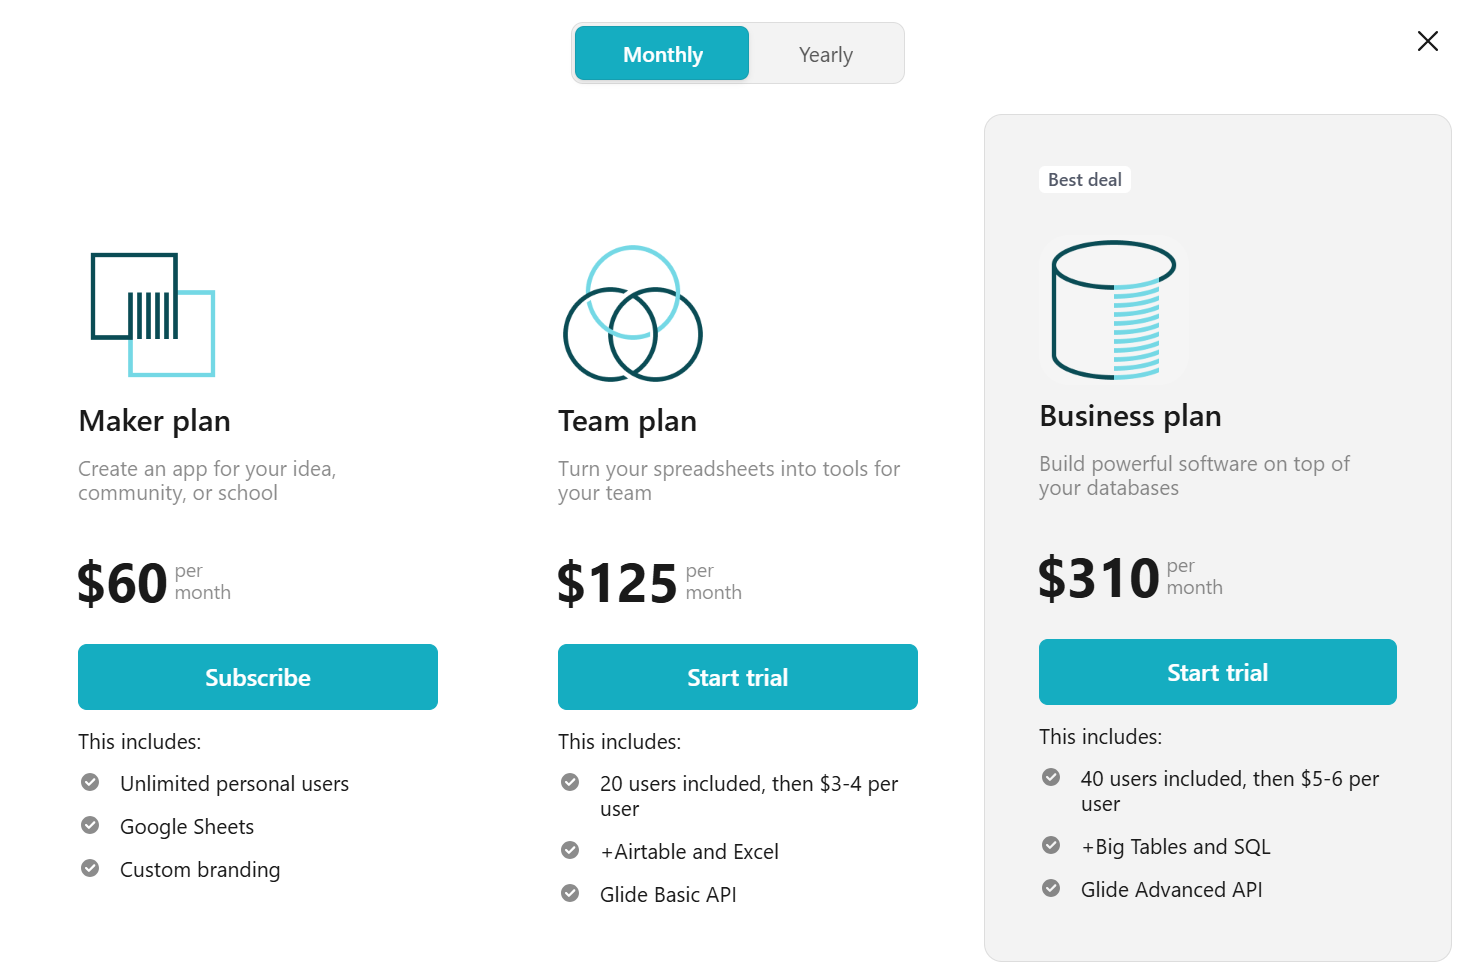 Monthly
Yearly
Maker plan
Create an app for your idea,
community, or school
$60 per
month
Subscribe
This includes:
Unlimited personal users
Google Sheets
Custom branding
Team plan
Turn your spreadsheets into tools for
your team
$125 per
month
Start trial
This includes:
20 users included, then $3-4 per
user
+Airtable and Excel
Glide Basic API
Best deal
Business plan
Build powerful software on top of
your databases
$310 per
month
Start trial
This includes:
40 users included, then $5-6 per
user
+Big Tables and SQL
Glide Advanced API